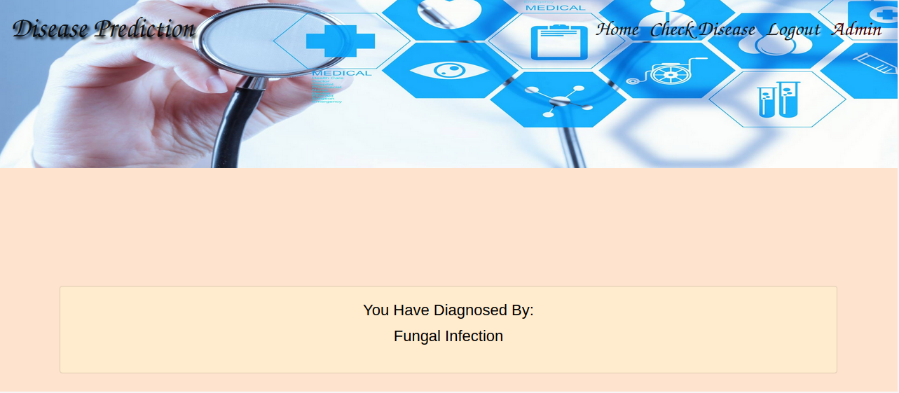 Disease Prediction
Home Check Disease Logout Admin
MEDICAL
MEDICAL
You Have Diagnosed By:
Fungal Infection